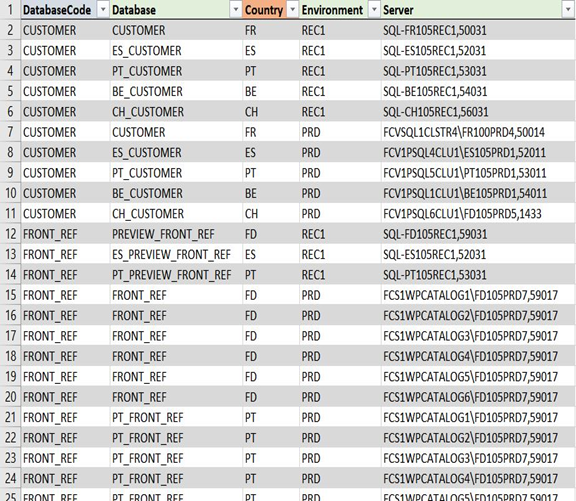 1 DatabaseCode Database Country Environment Server
2 CUSTOMER CUSTOMER FR REC1 SQL-FR105REC1,50031
3 CUSTOMER ES_CUSTOMER ES REC1 SQL-ES105REC1,52031
4 CUSTOMER PT_CUSTOMER PT REC1 SQL-PT105REC1,53031
5 CUSTOMER BE_CUSTOMER BE REC1 SQL-BE105REC1,54031
6 CUSTOMER CH_CUSTOMER CH REC1 SQL-CH105REC1,56031
7 CUSTOMER CUSTOMER FR PRD FCVSQL1CLSTR4\FR100PRD4,50014
8 CUSTOMER ES_CUSTOMER ES PRD FCV1PSQL4CLU1\ES105PRD1,52011
9 CUSTOMER PT_CUSTOMER PT PRD FCV1PSQL5CLU1\PT105PRD1,53011
10 CUSTOMER BE_CUSTOMER BE PRD FCV1PSQL1CLU1\BE105PRD1,54011
11 CUSTOMER CH_CUSTOMER CH PRD FCV1PSQL6CLU1\FD105PRD5,1433
12 FRONT_REF PREVIEW_FRONT_REF FD REC1 SQL-FD105REC1,59031
13 FRONT_REF ES_PREVIEW_FRONT_REF ES REC1 SQL-ES105REC1,52031
14 FRONT_REF PT_PREVIEW_FRONT_REF PT REC1 SQL-PT105REC1,53031
15 FRONT_REF FRONT_REF FD PRD FCS1WPCATALOG1\FD105PRD7,59017
16 FRONT_REF FRONT_REF FD PRD FCS1WPCATALOG2\FD105PRD7,59017
17 FRONT_REF FRONT_REF FD PRD FCS1WPCATALOG3\FD105PRD7,59017
18 FRONT_REF FRONT_REF FD PRD FCS1WPCATALOG4\FD105PRD7,59017
19 FRONT_REF FRONT_REF FD PRD FCS1WPCATALOG5\FD105PRD7,59017
20 FRONT_REF FRONT_REF FD PRD FCS1WPCATALOG6\FD105PRD7,59017
21 FRONT_REF PT_FRONT_REF PT PRD FCS1WPCATALOG1\FD105PRD7,59017
22 FRONT_REF PT_FRONT_REF PT PRD FCS1WPCATALOG2\FD105PRD7,59017
23 FRONT_REF PT_FRONT_REF PT PRD FCS1WPCATALOG3\FD105PRD7,59017
24 FRONT_REF PT_FRONT_REF PT PRD FCS1WPCATALOG4\FD105PRD7,59017
25 FRONT_REF PT_FRONT_REF PT PRD FCS1WPCATALOG5\FD105PRD7,59017